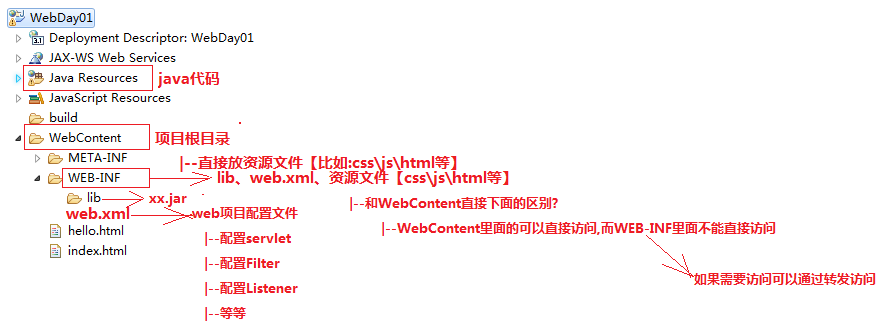 WebDay01
Deployment Descriptor: WebDay01
JAX-WS Web Services
Java Resources java代码
JavaScript Resources
build
WebContent 项目根目录
META-INF |--直接放资源文件【比如:css\js\html等】
WEB-INF lib、web.xml、资源文件【css\js\html等】
lib xx.jar |--和WebContent直接下面的区别?
web.xml web项目配置文件
hello.html |--WebContent里面的可以直接访问,而WEB-INF里面不能直接访问
|--配置servlet
index.html
|--配置Filter
如果需要访问可以通过转发访问
|--配置Listener
|--等等